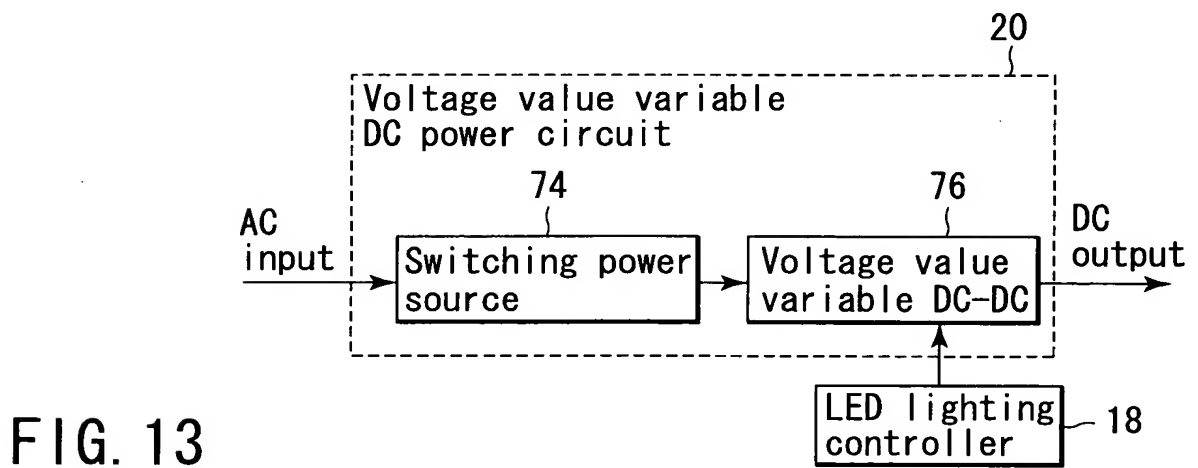 20
Voltage value variable
DC power circuit
74
76
AC
input
Switching power
source
Voltage value
variable DC-DC
DC
output
LED lighting
controller
18
FIG. 13